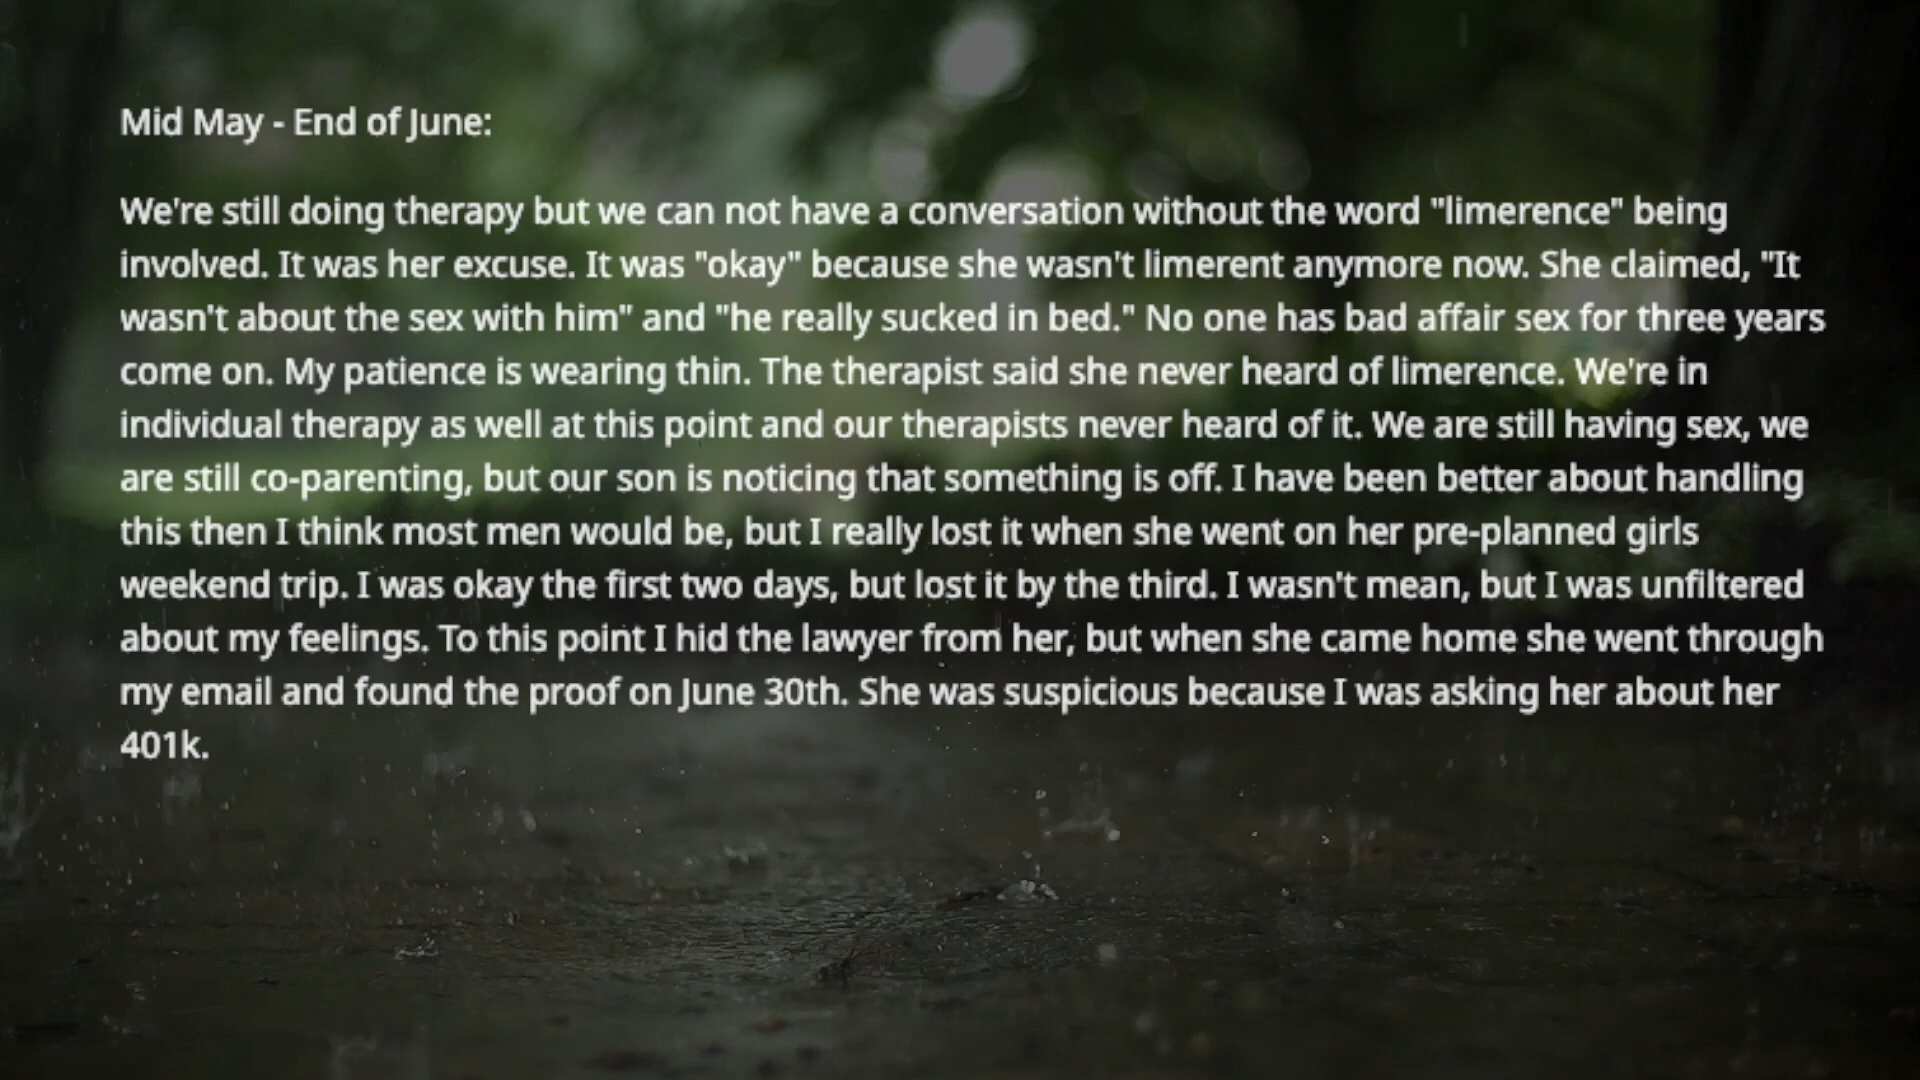 Mid May - End of June:
We're still doing therapy but we can not have a conversation without the word "limerence" being
involved. It was her excuse. It was "okay" because she wasn't limerent anymore now. She claimed, "It
wasn't about the sex with him" and "he really sucked in bed." No one has bad affair sex for three years
come on. My patience is wearing thin. The therapist said she never heard of limerence. We're in
individual therapy as well at this point and our therapists never heard of it. We are still having sex, we
are still co-parenting, but our son is noticing that something is off. I have been better about handling
this then I think most men would be, but I really lost it when she went on her pre-planned girls
weekend trip. I was okay the first two days, but lost it by the third. I wasn't mean, but I was unfiltered
about my feelings. To this point I hid the lawyer from her, but when she came home she went through
my email and found the proof on June 30th. She was suspicious because I was asking her about her
401k.